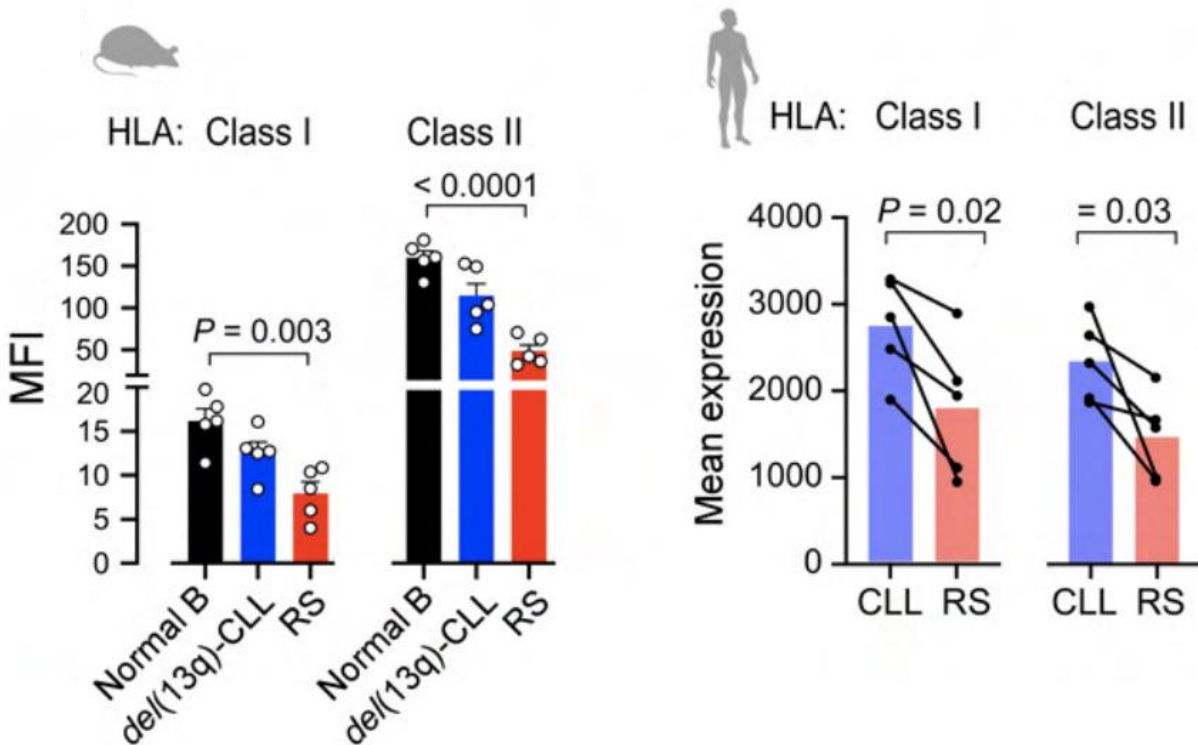 HLA: Class I Class II
< 0.0001
P = 0.003
MFI
200
150
100
50
20
15
10
5
0
Normal B
del(13q)-CLL
RS
Normal B
del(13q)-CLL
RS
HLA: Class I Class II
P = 0.02 = 0.03
Mean expression
4000
3000
2000
1000
0
CLL RS CLL RS